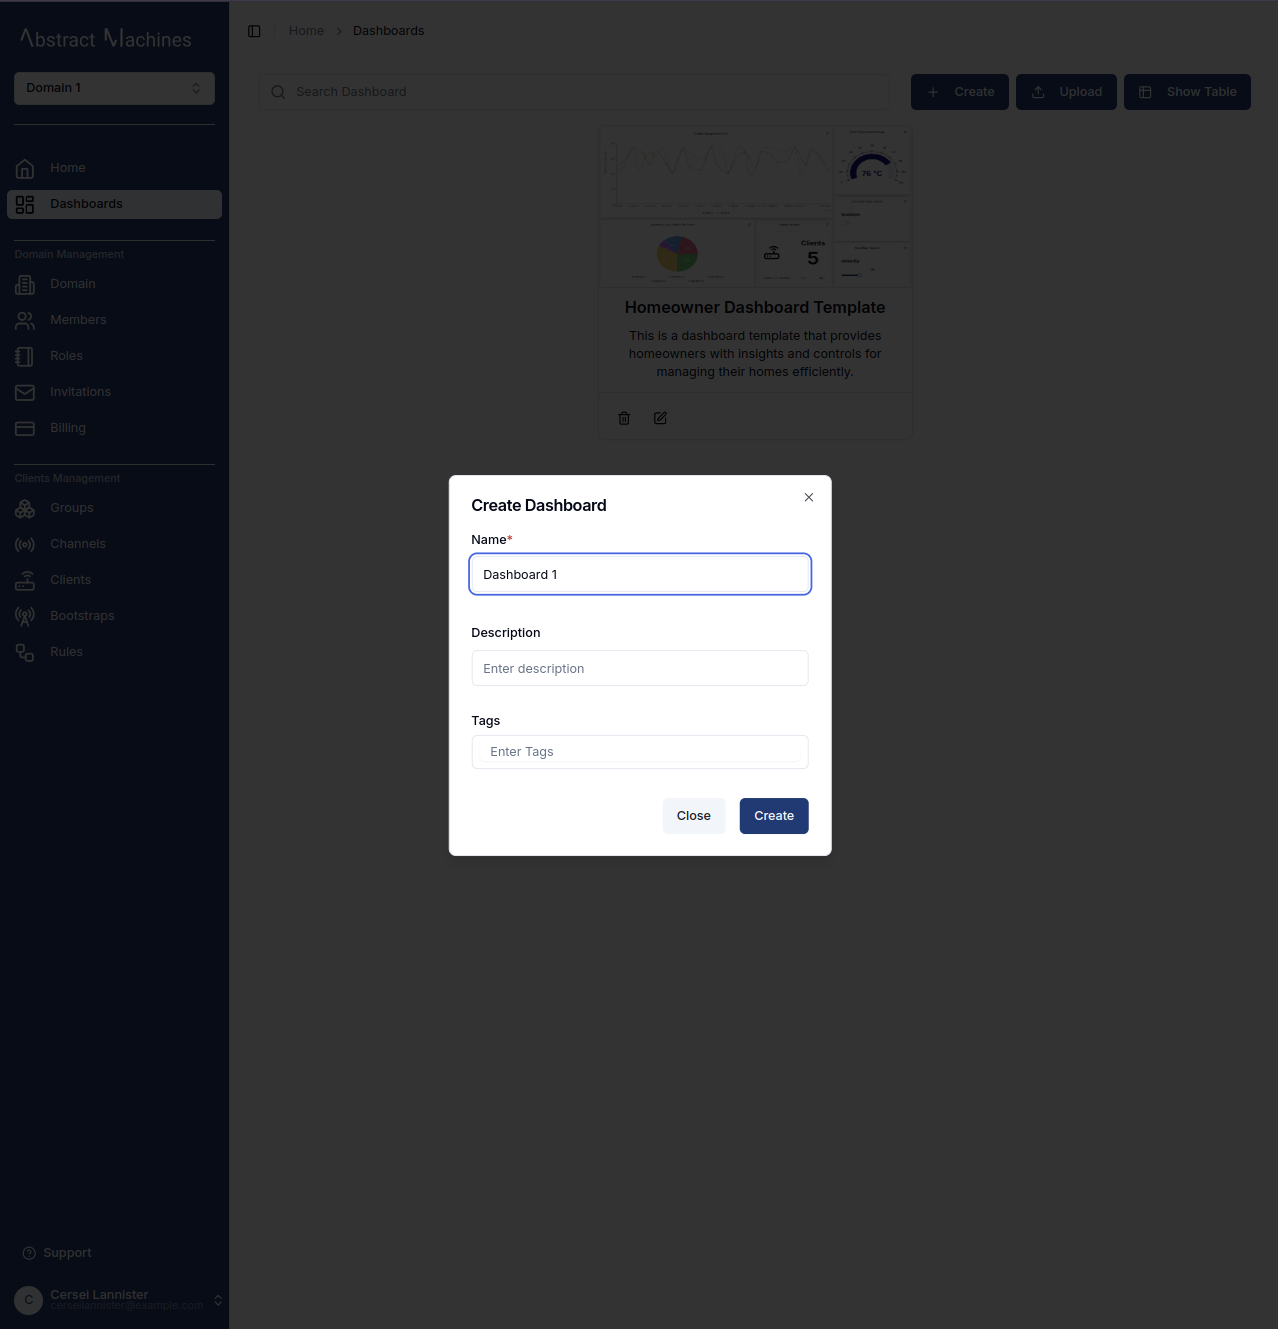 Abstract Machines
Domain 1
Home
Dashboards
Domain Management
Domain
Members
Roles
Invitations
Billing
Clients Management
Groups
Channels
Clients
Bootstraps
Rules
Support
C
Cersei Lannister
cerseilannister@example.com
Home > Dashboards
Search Dashboard
Create
Upload
Show Table
76 °C
Clients
5
Homeowner Dashboard Template
This is a dashboard template that provides
homeowners with insights and controls for
managing their homes efficiently.
Create Dashboard
Name*
Dashboard 1
Description
Enter description
Tags
Enter Tags
Close
Create